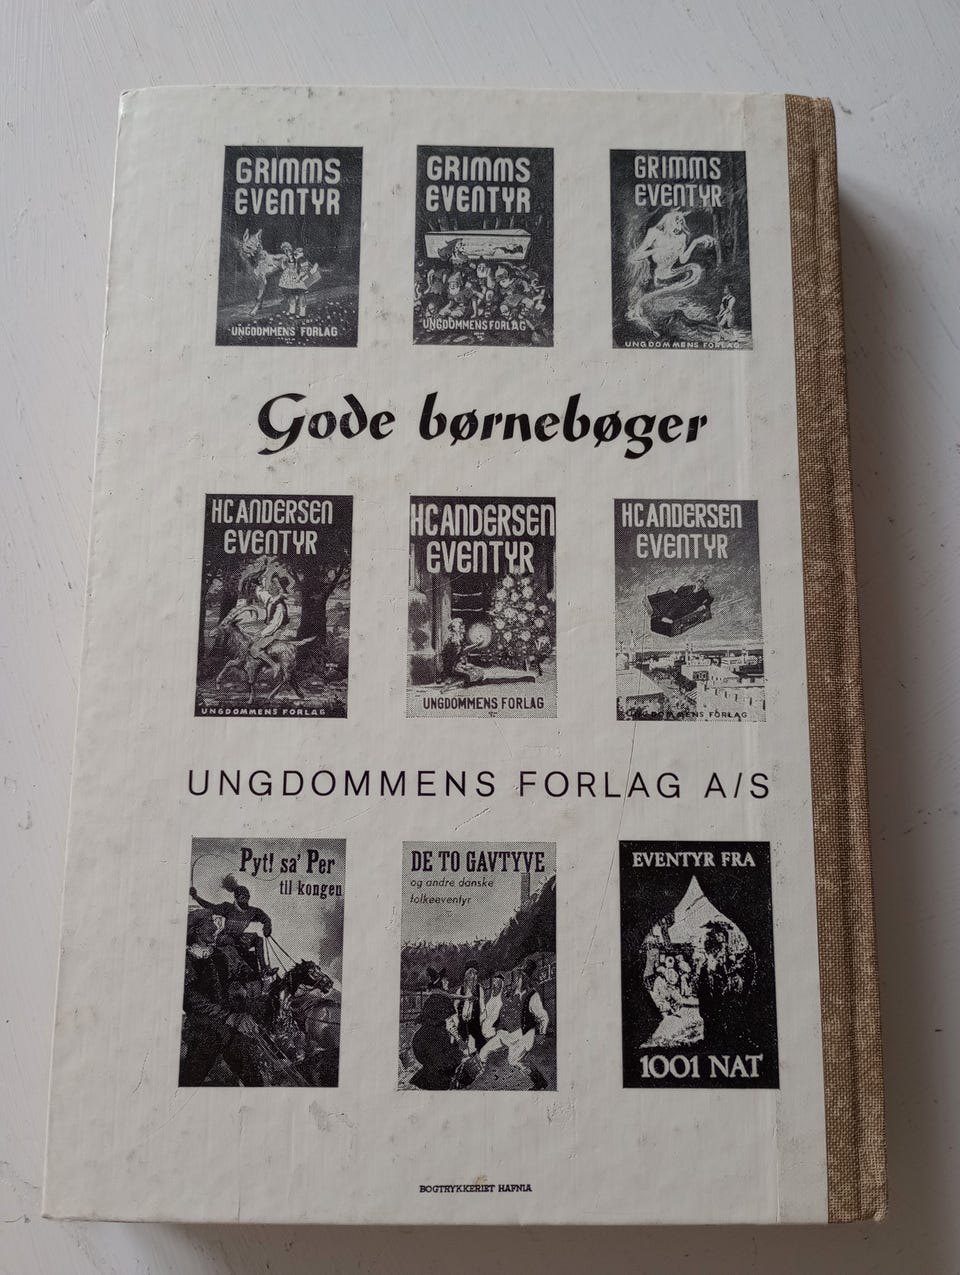 GRIMMS
EVENTYR
UNGDOMMENS FORLAG
GRIMMS
EVENTYR
UNGDOMMENS FORLAG
GRIMMS
EVENTYR
UNGDOMMENS FORLAG
Gode børnebøger
HC ANDERSEN
EVENTYR
UNGDOMMENS FORLAG
HC ANDERSEN
EVENTYR
UNGDOMMENS FORLAG
HC ANDERSEN
EVENTYR
UNGDOMMENS FORLAG
UNGDOMMENS FORLAG A/S
Pyt! sa' Per
til kongen
DE TO GAVTYVE
og andre danske
folkeeventyr
EVENTYR FRA
1001 NAT
BOGTRYKKERIET HAFNIA